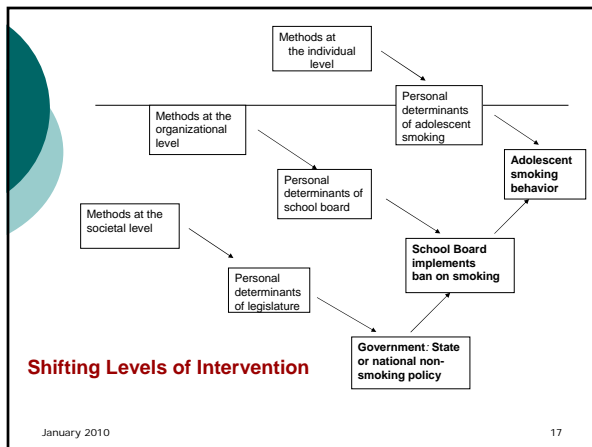 Methods at
the individual
level
Personal
determinants
of adolescent
smoking
Methods at the
organizational
level
Adolescent
smoking
behavior
Personal
determinants of
school board
Methods at the
societal level
School Board
implements
ban on smoking
Personal
determinants
of legislature
Government: State
or national non-
smoking policy
Shifting Levels of Intervention
January 2010
17